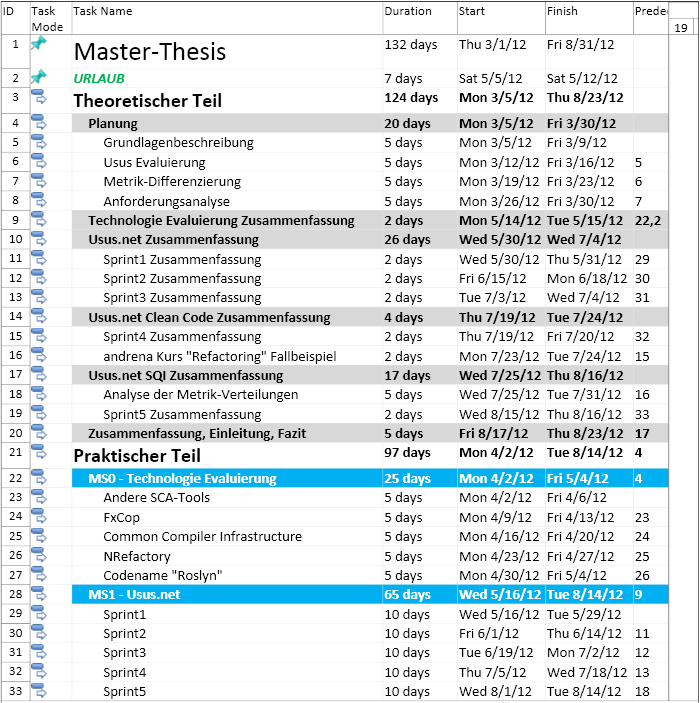 ID Task Mode Task Name Duration Start Finish Prede 19
1 Master-Thesis 132 days Thu 3/1/12 Fri 8/31/12
2 URLAUB 7 days Sat 5/5/12 Sat 5/12/12
3 Theoretischer Teil 124 days Mon 3/5/12 Thu 8/23/12
4 Planung 20 days Mon 3/5/12 Fri 3/30/12
5 Grundlagenbeschreibung 5 days Mon 3/5/12 Fri 3/9/12
6 Usus Evaluierung 5 days Mon 3/12/12 Fri 3/16/12 5
7 Metrik-Differenzierung 5 days Mon 3/19/12 Fri 3/23/12 6
8 Anforderungsanalyse 5 days Mon 3/26/12 Fri 3/30/12 7
9 Technologie Evaluierung Zusammenfassung 2 days Mon 5/14/12 Tue 5/15/12 22,2
10 Usus.net Zusammenfassung 26 days Wed 5/30/12 Wed 7/4/12
11 Sprint1 Zusammenfassung 2 days Wed 5/30/12 Thu 5/31/12 29
12 Sprint2 Zusammenfassung 2 days Fri 6/15/12 Mon 6/18/12 30
13 Sprint3 Zusammenfassung 2 days Tue 7/3/12 Wed 7/4/12 31
14 Usus.net Clean Code Zusammenfassung 4 days Thu 7/19/12 Tue 7/24/12
15 Sprint4 Zusammenfassung 2 days Thu 7/19/12 Fri 7/20/12 32
16 andrena Kurs "Refactoring" Fallbeispiel 2 days Mon 7/23/12 Tue 7/24/12 15
17 Usus.net SQI Zusammenfassung 17 days Wed 7/25/12 Thu 8/16/12
18 Analyse der Metrik-Verteilungen 5 days Wed 7/25/12 Tue 7/31/12 16
19 Sprint5 Zusammenfassung 2 days Wed 8/15/12 Thu 8/16/12 33
20 Zusammenfassung, Einleitung, Fazit 5 days Fri 8/17/12 Thu 8/23/12 17
21 Praktischer Teil 97 days Mon 4/2/12 Tue 8/14/12 4
22 MS0 - Technologie Evaluierung 25 days Mon 4/2/12 Fri 5/4/12 4
23 Andere SCA-Tools 5 days Mon 4/2/12 Fri 4/6/12
24 FxCop 5 days Mon 4/9/12 Fri 4/13/12 23
25 Common Compiler Infrastructure 5 days Mon 4/16/12 Fri 4/20/12 24
26 NRefactory 5 days Mon 4/23/12 Fri 4/27/12 25
27 Codename "Roslyn" 5 days Mon 4/30/12 Fri 5/4/12 26
28 MS1 - Usus.net 65 days Wed 5/16/12 Tue 8/14/12 9
29 Sprint1 10 days Wed 5/16/12 Tue 5/29/12
30 Sprint2 10 days Fri 6/1/12 Thu 6/14/12 11
31 Sprint3 10 days Tue 6/19/12 Mon 7/2/12 12
32 Sprint4 10 days Thu 7/5/12 Wed 7/18/12 13
33 Sprint5 10 days Wed 8/1/12 Tue 8/14/12 18